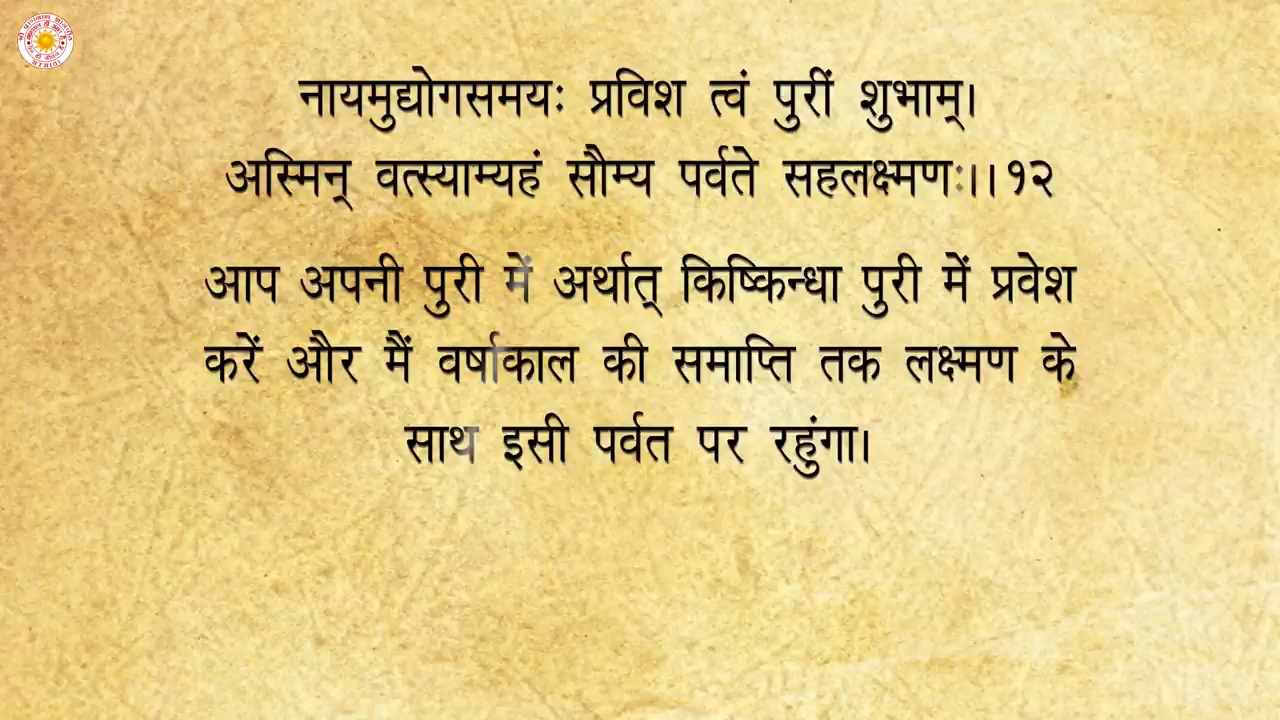 नायमुद्योगसमयः प्रविश त्वं पुरीं शुभाम्।
अस्मिन् वत्स्याम्यहं सौम्य पर्वते सहलक्ष्मणः।।१२
आप अपनी पुरी में अर्थात् किष्किन्धा पुरी में प्रवेश
करें और मैं वर्षाकाल की समाप्ति तक लक्ष्मण के
साथ इसी पर्वत पर रहुंगा।